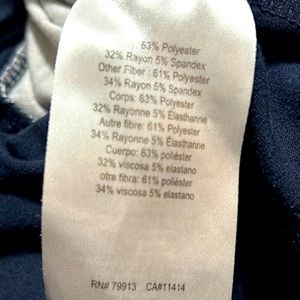 63% Polyester
32% Rayon 5% Spandex
Other Fiber : 61% Polyester
34% Rayon 5% Spandex
Corps: 63% Polyester
32% Rayonne 5% Elasthanne
Autre fibre: 61% Polyester
34% Rayonne 5% Élasthanne
Cuerpo: 63% poliéster
32% viscosa 5% elastano
otra fibra: 61% poliéster
34% viscosa 5% elastano
RN# 79913 CA#11414